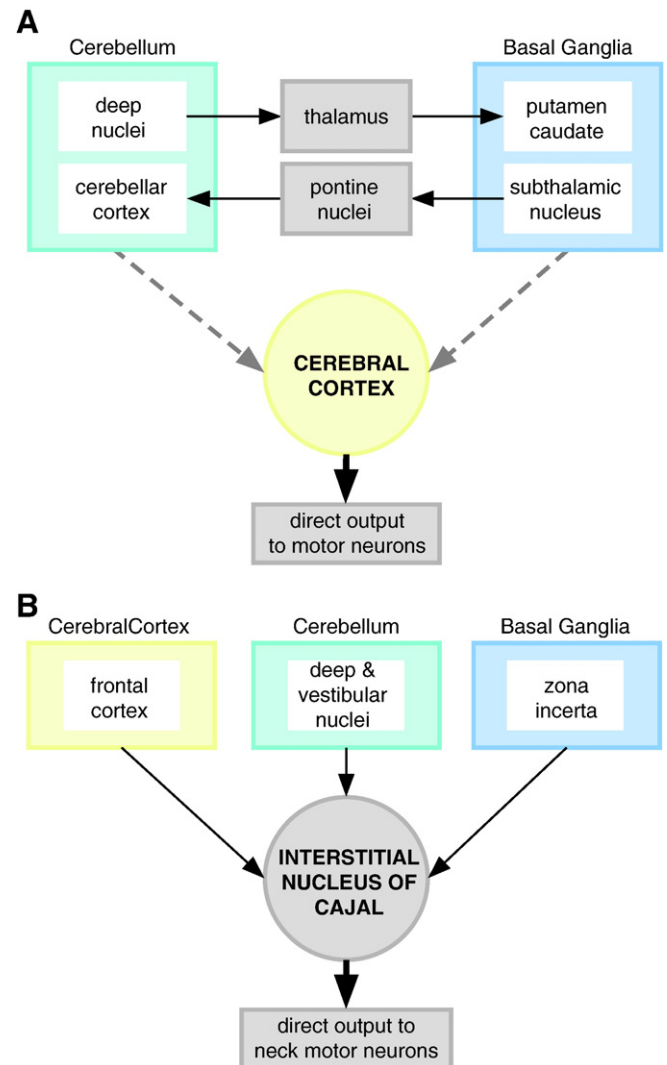 A
Cerebellum
Basal Ganglia
deep
nuclei
thalamus
putamen
caudate
cerebellar
cortex
pontine
nuclei
subthalamic
nucleus
CEREBRAL
CORTEX
direct output
to motor neurons
B
CerebralCortex
Cerebellum
Basal Ganglia
frontal
cortex
deep &
vestibular
nuclei
zona
incerta
INTERSTITIAL
NUCLEUS OF
CAJAL
direct output to
neck motor neurons